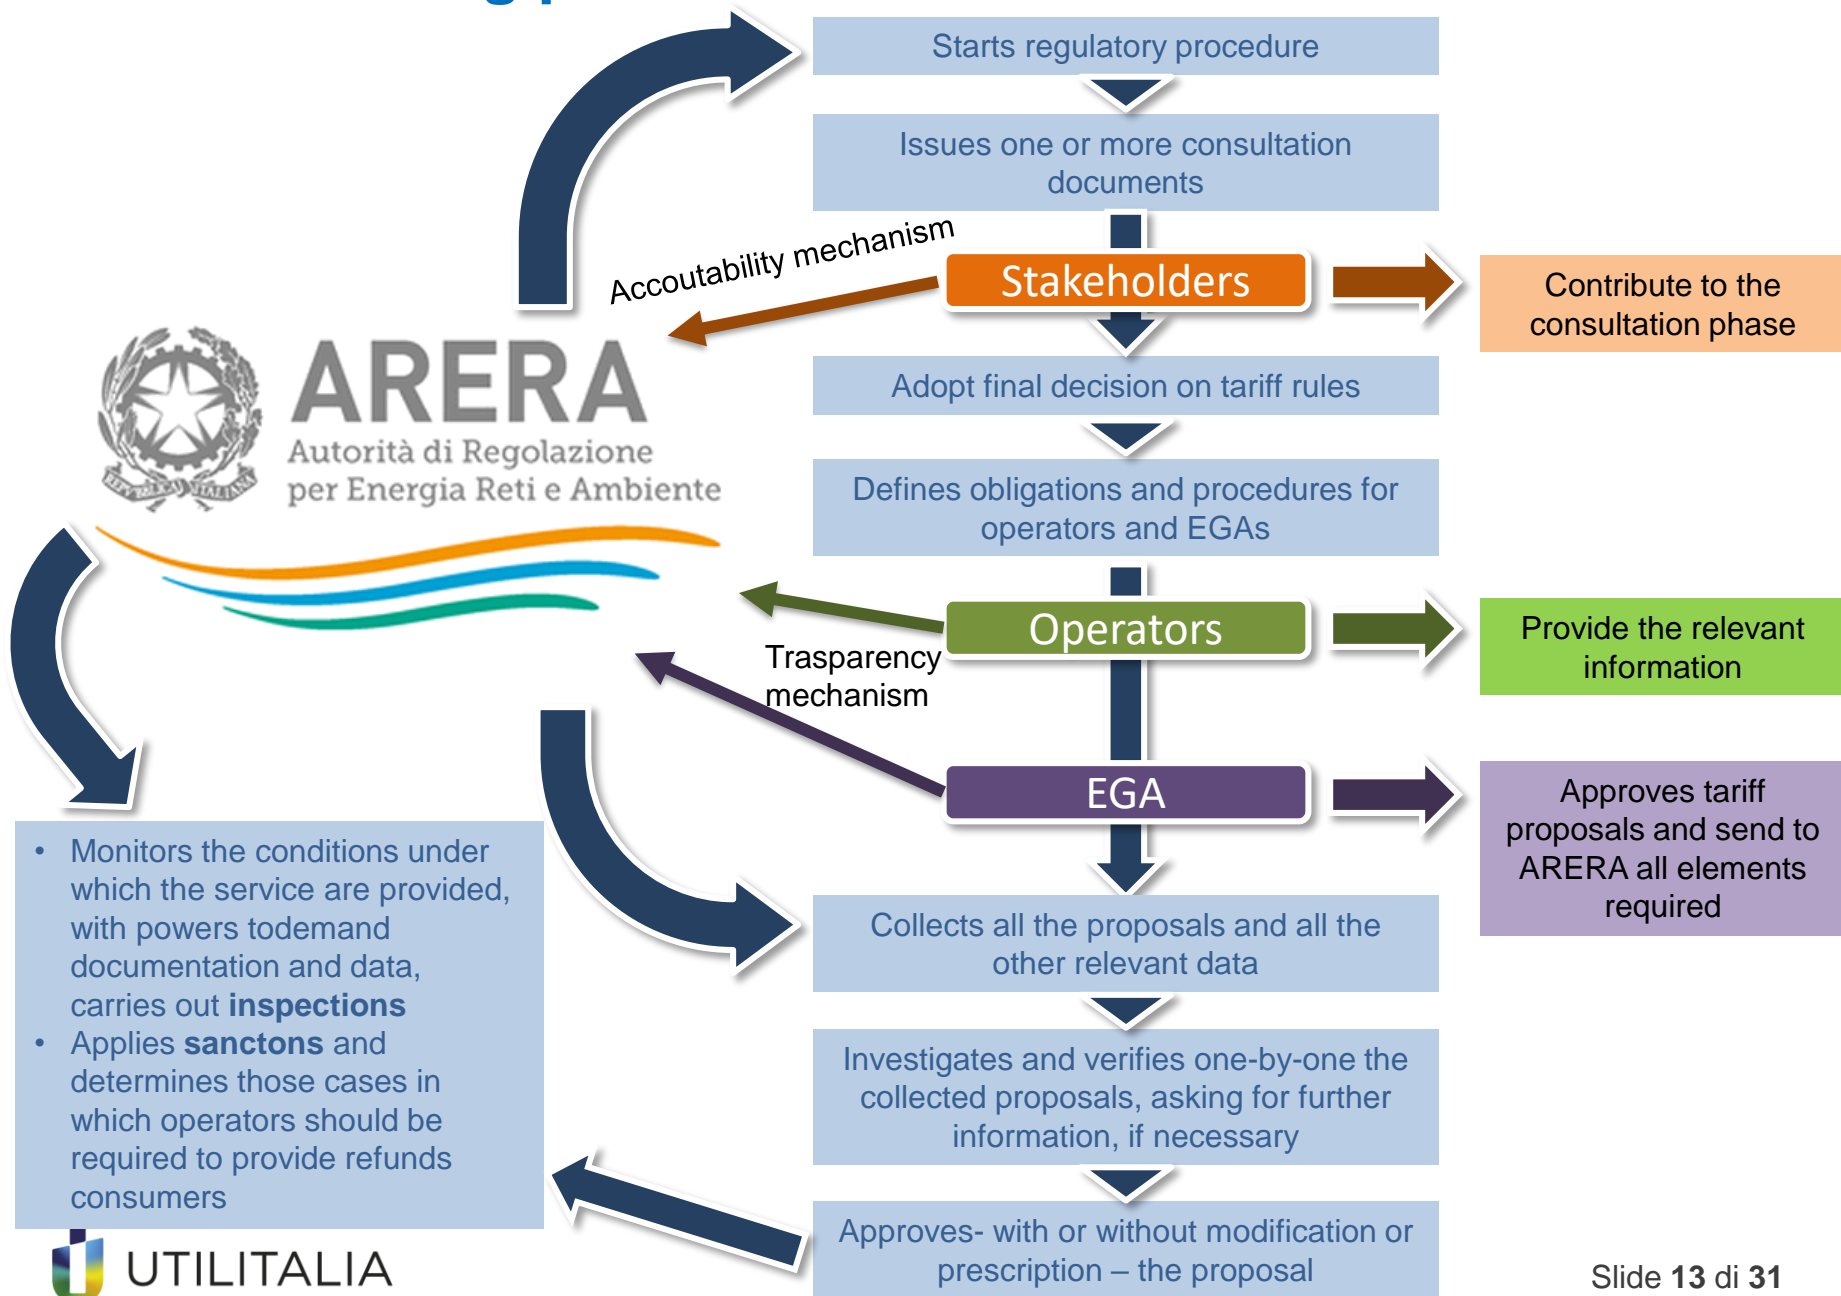 Starts regulatory procedure
Issues one or more consultation
documents
Accoutability mechanism
Stakeholders
Contribute to the
consultation phase
ARERA
Autorità di Regolazione
per Energia Reti e Ambiente
Adopt final decision on tariff rules
Defines obligations and procedures for
operators and EGAs
Operators
Provide the relevant
information
Trasparency
mechanism
EGA
Approves tariff
proposals and send to
ARERA all elements
required
• Monitors the conditions under
which the service are provided,
with powers todemand
documentation and data,
carries out inspections
• Applies sanctons and
determines those cases in
which operators should be
required to provide refunds
consumers
Collects all the proposals and all the
other relevant data
Investigates and verifies one-by-one the
collected proposals, asking for further
information, if necessary
Approves- with or without modification or
prescription – the proposal
UTILITALIA
Slide 13 di 31